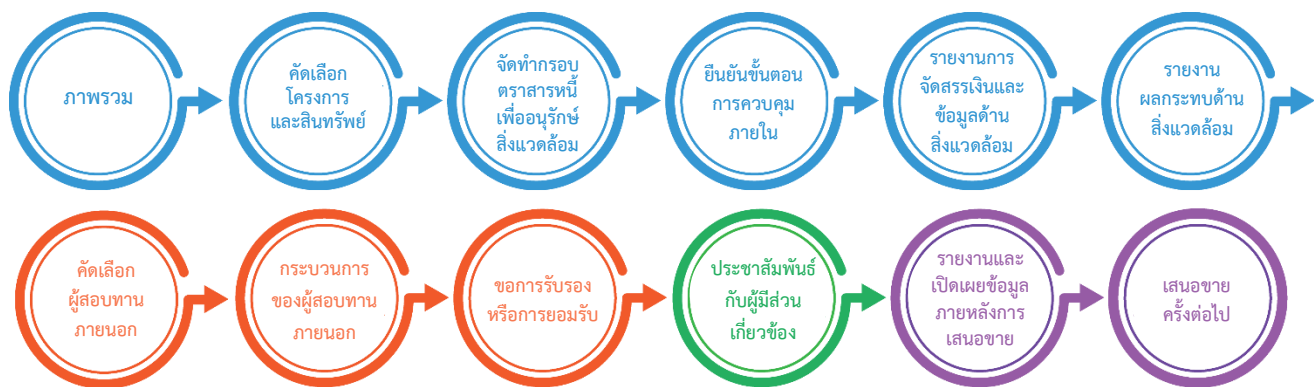 ภาพรวม
คัดเลือก
โครงการ
และสินทรัพย์
จัดทำกรอบ
ตราสารหนี้
เพื่ออนุรักษ์
สิ่งแวดล้อม
ยืนยันขั้นตอน
การควบคุม
ภายใน
รายงานการ
จัดสรรเงินและ
ข้อมูลด้าน
สิ่งแวดล้อม
รายงาน
ผลกระทบด้าน
สิ่งแวดล้อม
คัดเลือก
ผู้สอบทาน
ภายนอก
กระบวนการ
ของผู้สอบทาน
ภายนอก
ขอการรับรอง
หรือการยอมรับ
ประชาสัมพันธ์
กับผู้มีส่วน
เกี่ยวข้อง
รายงานและ
เปิดเผยข้อมูล
ภายหลังการ
เสนอขาย
เสนอขาย
ครั้งต่อไป